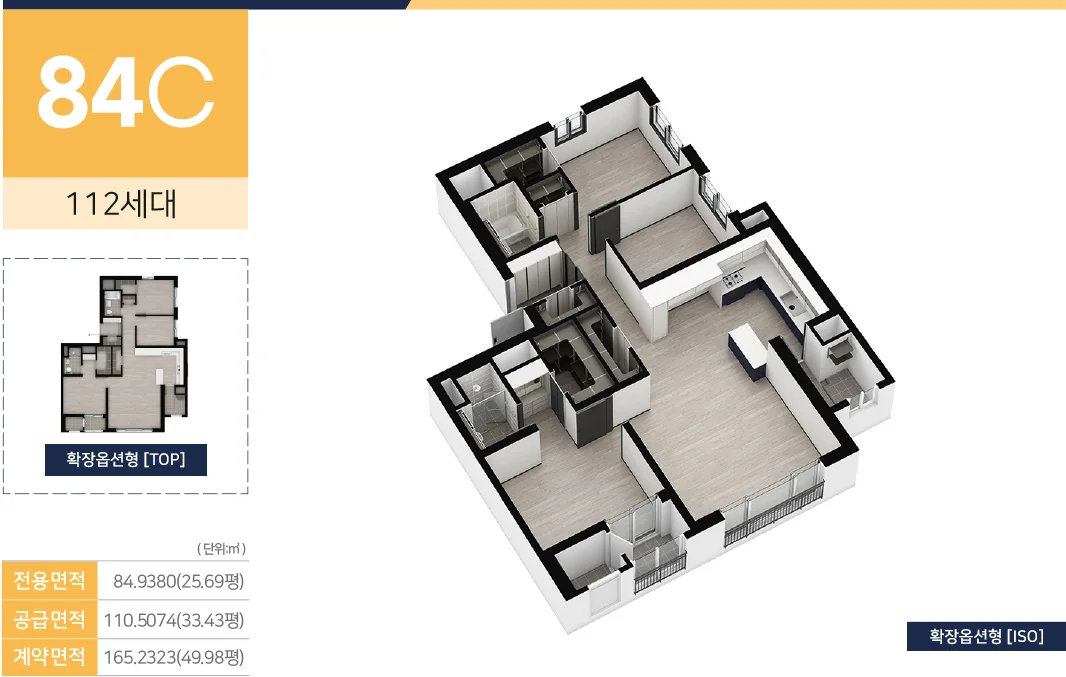 84C
112세대
확장옵션형 [TOP]
( 단위:㎡ )
전용면적 84.9380(25.69평)
공급면적 110.5074(33.43평)
계약면적 165.2323(49.98평)
확장옵션형 [ISO]